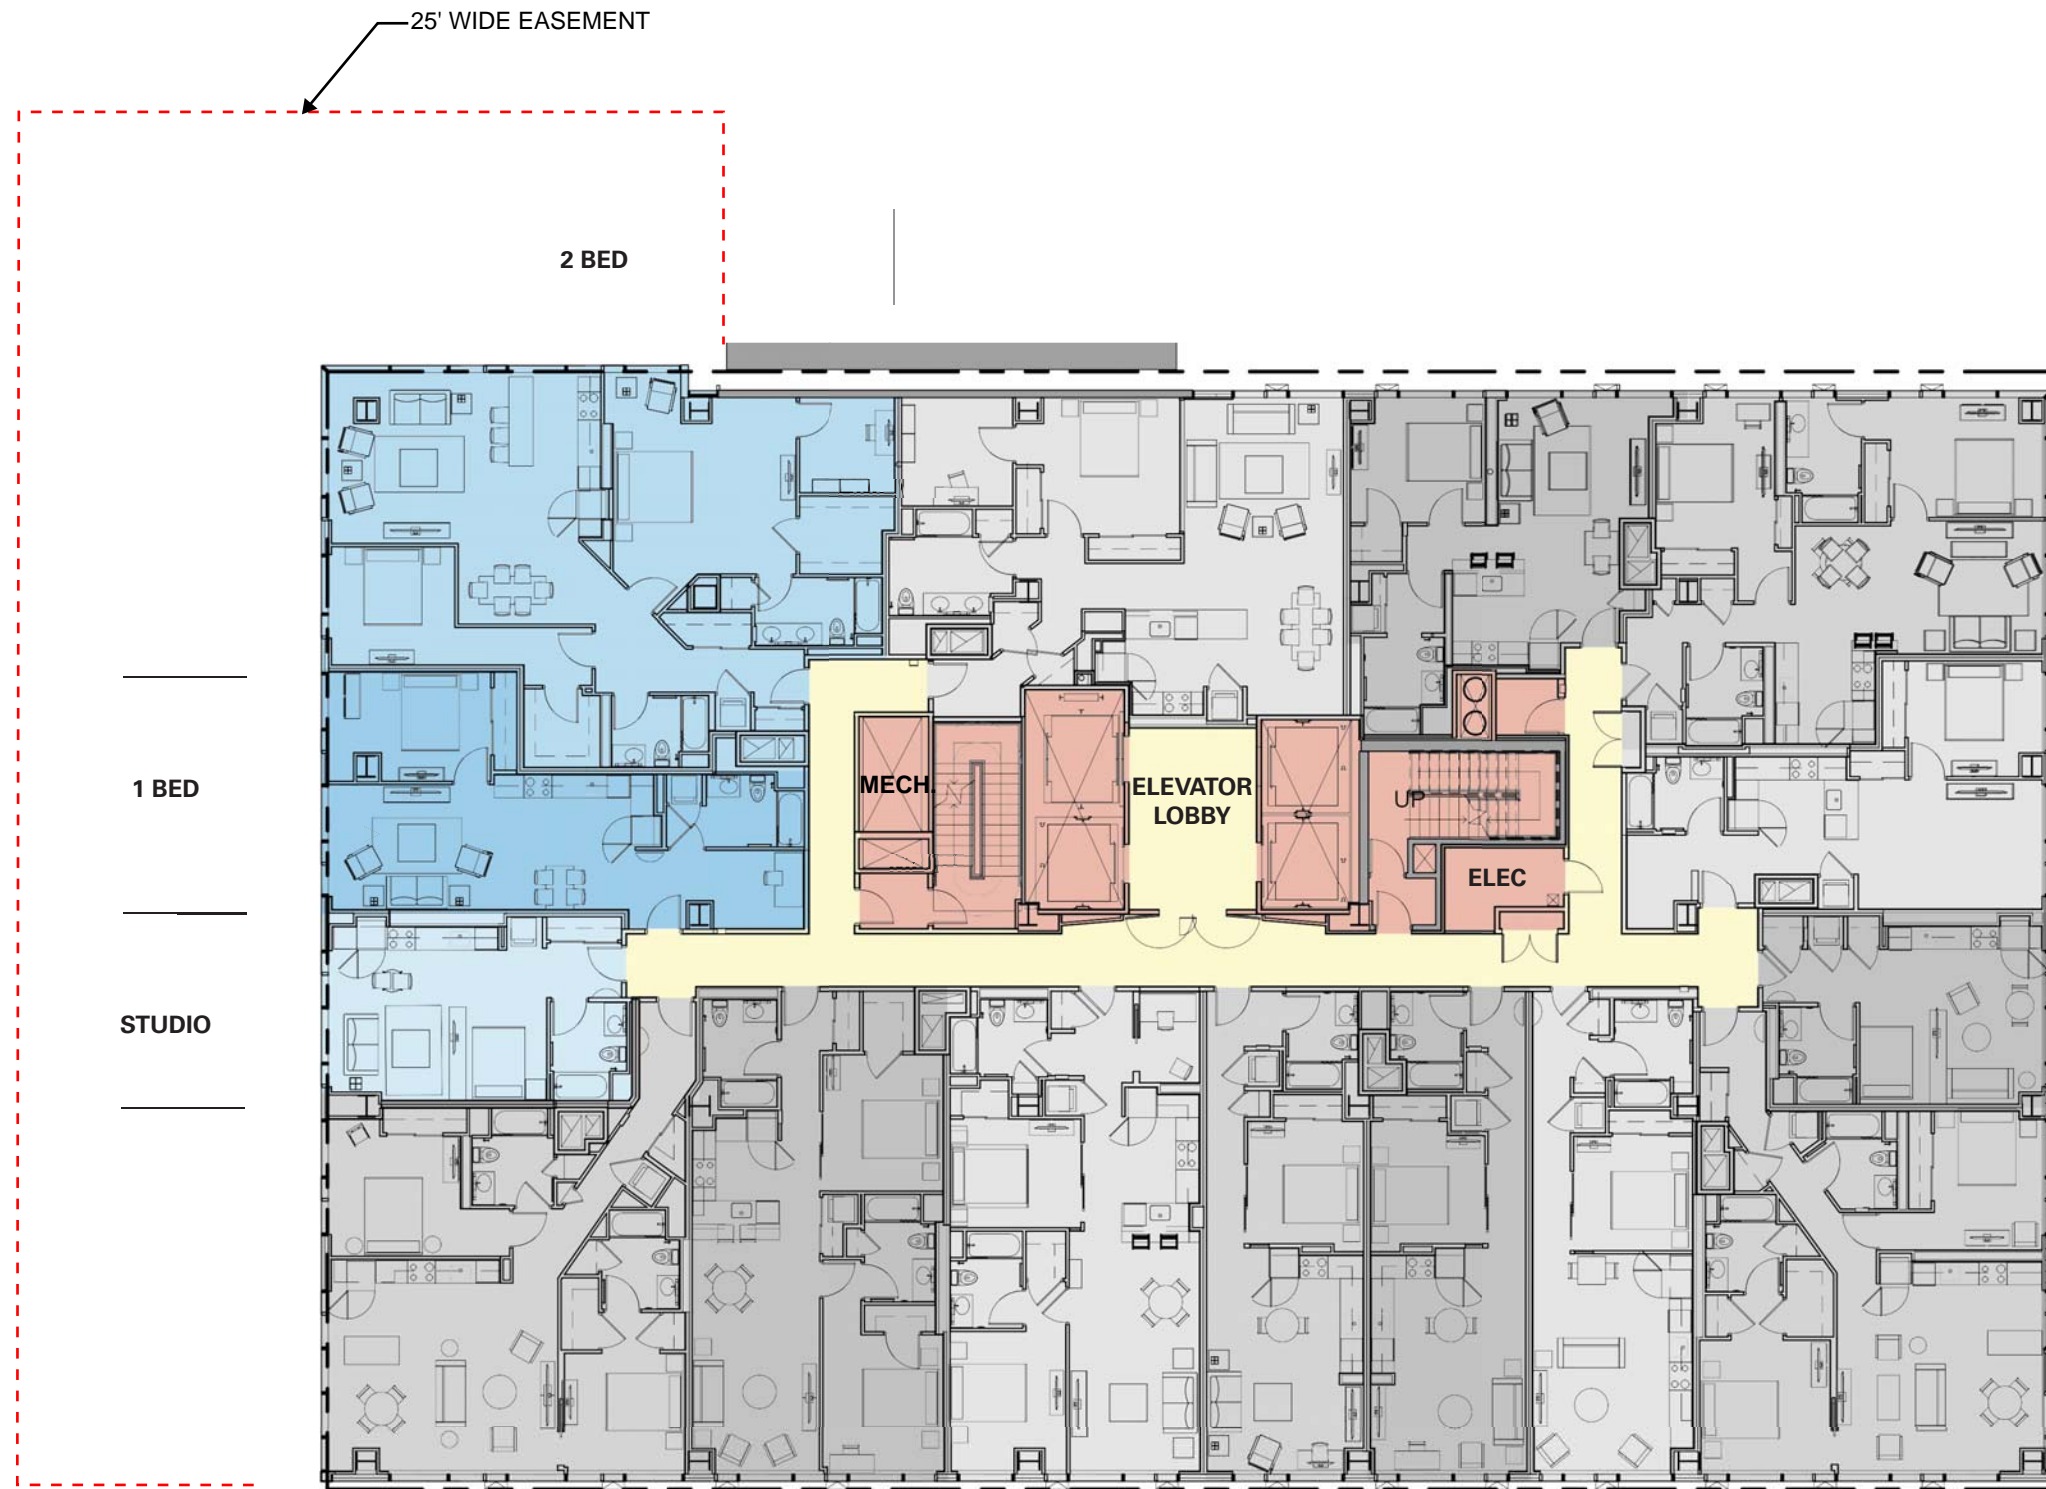 25' WIDE EASEMENT
2 BED
1 BED
MECH.
ELEVATOR
LOBBY
UP
ELEC
STUDIO